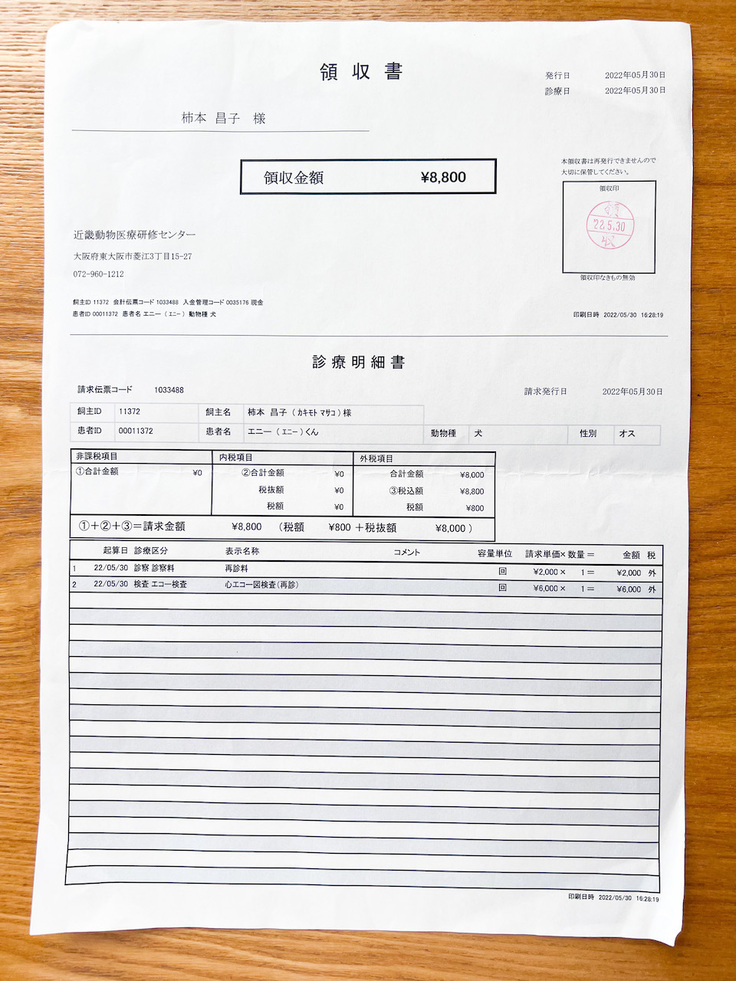 領収書
発行日 2022年05月30日
診療日 2022年05月30日
柿本 昌子 様
領収金額 ¥8,800
本領収書は再発行できませんので
大切に保管してください。
領収印
22.5.30
領収印なきもの無効
近畿動物医療研修センター
大阪府東大阪市菱江3丁目15-27
072-960-1212
飼主ID 11372 会計伝票コード 1033488 入金管理コード 0035176 現金
患者ID 00011372 患者名 エニー（エニー）動物種 犬
印刷日時 2022/05/30 16:28:19
診療明細書
請求伝票コード 1033488
請求発行日 2022年05月30日
飼主ID 11372 飼主名 柿本 昌子（カキモト マサコ）様
患者ID 00011372 患者名 エニー（エニー）くん 動物種 犬 性別 オス
非課税項目 内税項目 外税項目
①合計金額 ¥0 ②合計金額 ¥0 合計金額 ¥8,000
税抜額 ¥0 ③税込額 ¥8,800
税額 ¥0 税額 ¥800
①＋②＋③＝請求金額 ¥8,800 （税額 ¥800 ＋税抜額 ¥8,000 ）
起算日 診療区分 表示名称 コメント 容量単位 請求単価× 数量 ＝ 金額 税
1 22/05/30 診察 診察料 再診料 回 ¥2,000 × 1 ＝ ¥2,000 外
2 22/05/30 検査 エコー検査 心エコー図検査(再診) 回 ¥6,000 × 1 ＝ ¥6,000 外
印刷日時 2022/05/30 16:28:19